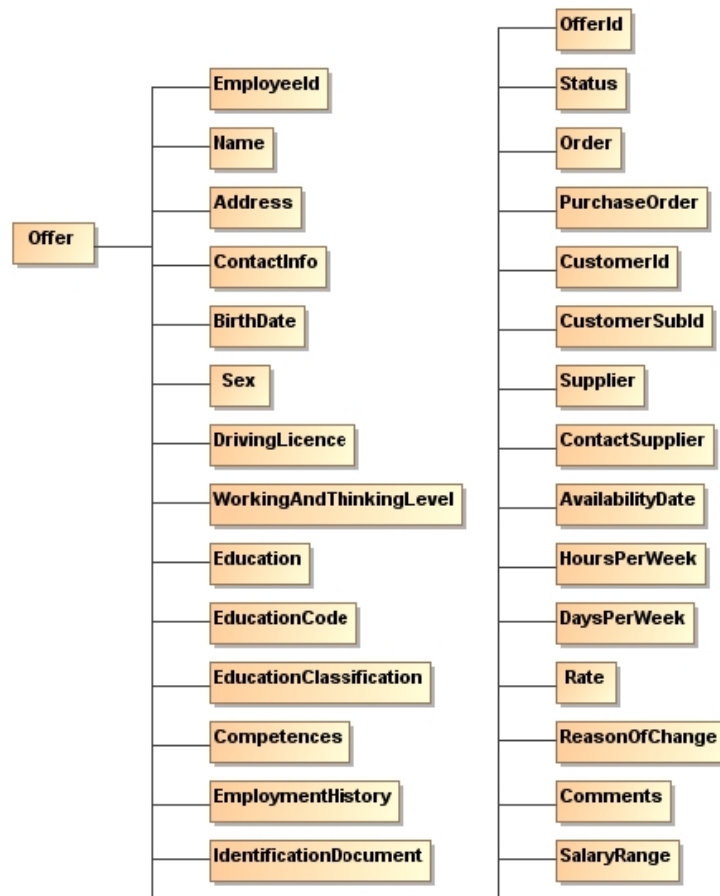 Offer
EmployeeId
Name
Address
ContactInfo
BirthDate
Sex
DrivingLicence
WorkingAndThinkingLevel
Education
EducationCode
EducationClassification
Competences
EmploymentHistory
IdentificationDocument
OfferId
Status
Order
PurchaseOrder
CustomerId
CustomerSubId
Supplier
ContactSupplier
AvailabilityDate
HoursPerWeek
DaysPerWeek
Rate
ReasonOfChange
Comments
SalaryRange